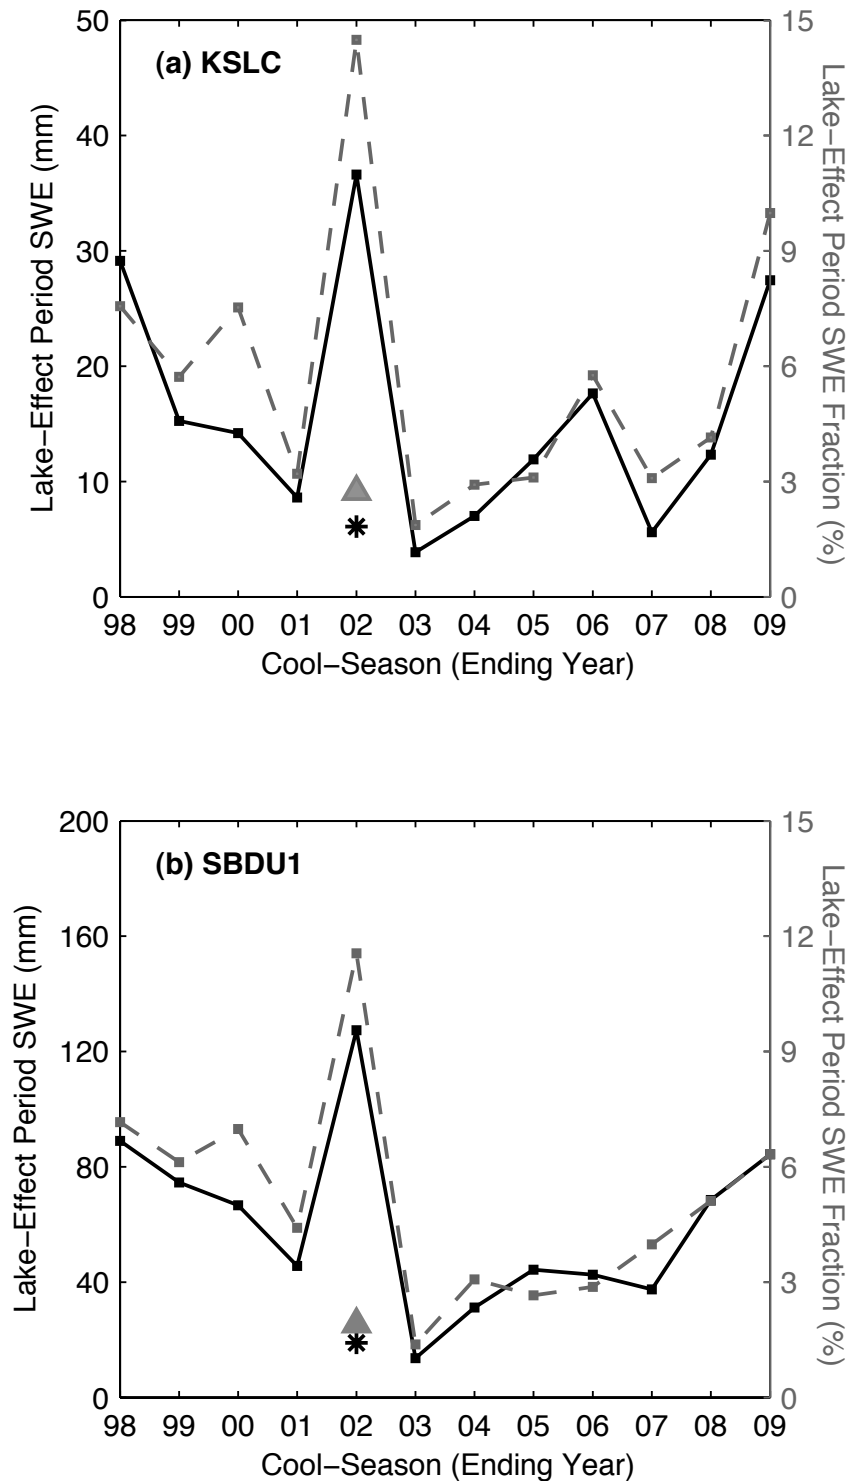 (a) KSLC
Lake−Effect Period SWE (mm)
50
40
30
20
10
0
Lake−Effect Period SWE Fraction (%)
15
12
9
6
3
0
98 99 00 01 02 03 04 05 06 07 08 09
Cool−Season (Ending Year)
(b) SBDU1
Lake−Effect Period SWE (mm)
200
160
120
80
40
0
Lake−Effect Period SWE Fraction (%)
15
12
9
6
3
0
98 99 00 01 02 03 04 05 06 07 08 09
Cool−Season (Ending Year)